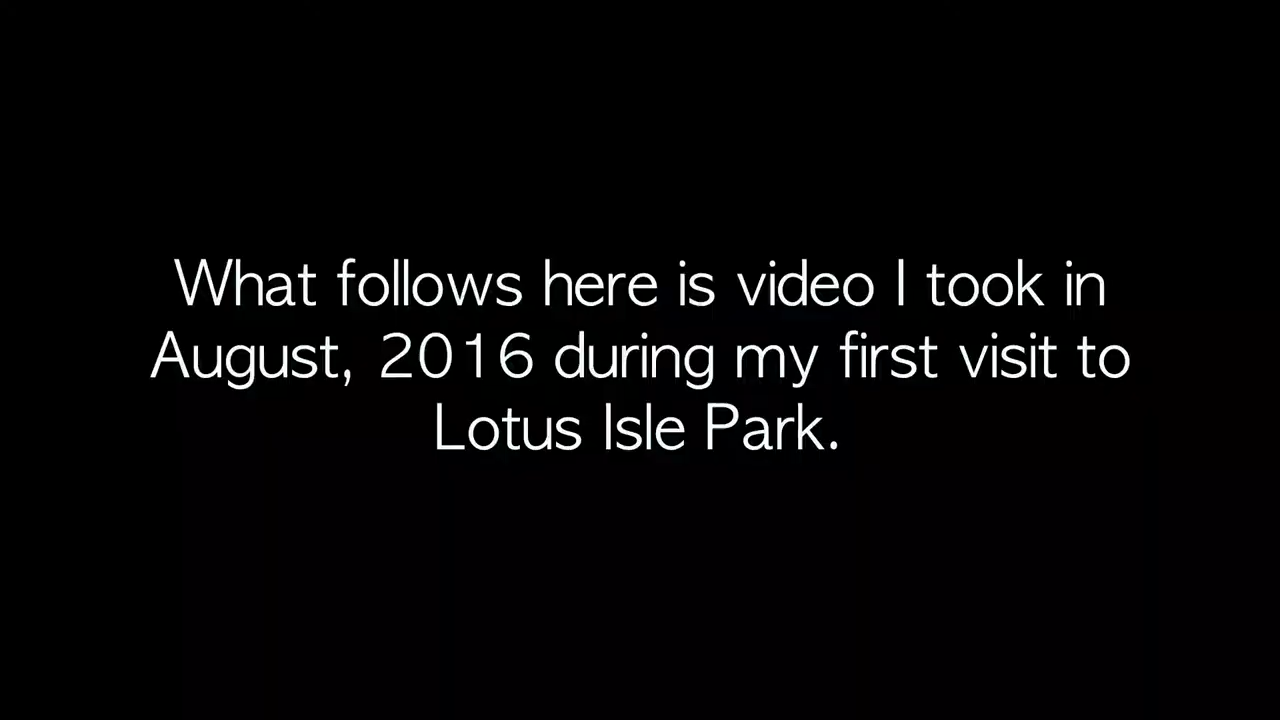 What follows here is video I took in
August, 2016 during my first visit to
Lotus Isle Park.